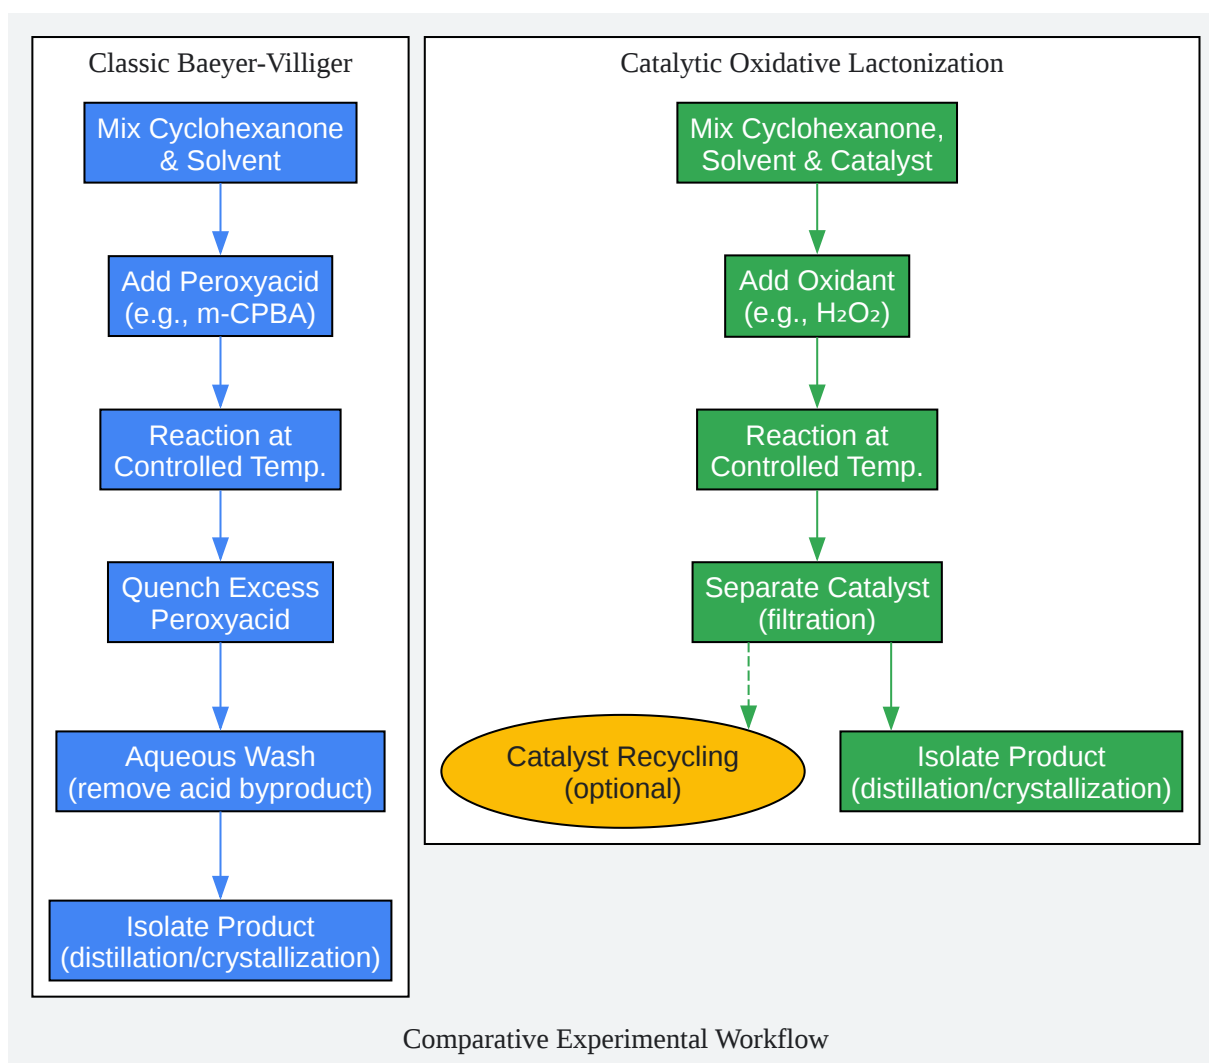 Classic Baeyer-Villiger
Mix Cyclohexanone
& Solvent
Add Peroxyacid
(e.g., m-CPBA)
Reaction at
Controlled Temp.
Quench Excess
Peroxyacid
Aqueous Wash
(remove acid byproduct)
Isolate Product
(distillation/crystallization)
Catalytic Oxidative Lactonization
Mix Cyclohexanone,
Solvent & Catalyst
Add Oxidant
(e.g., H₂O₂)
Reaction at
Controlled Temp.
Separate Catalyst
(filtration)
Catalyst Recycling
(optional)
Isolate Product
(distillation/crystallization)
Comparative Experimental Workflow